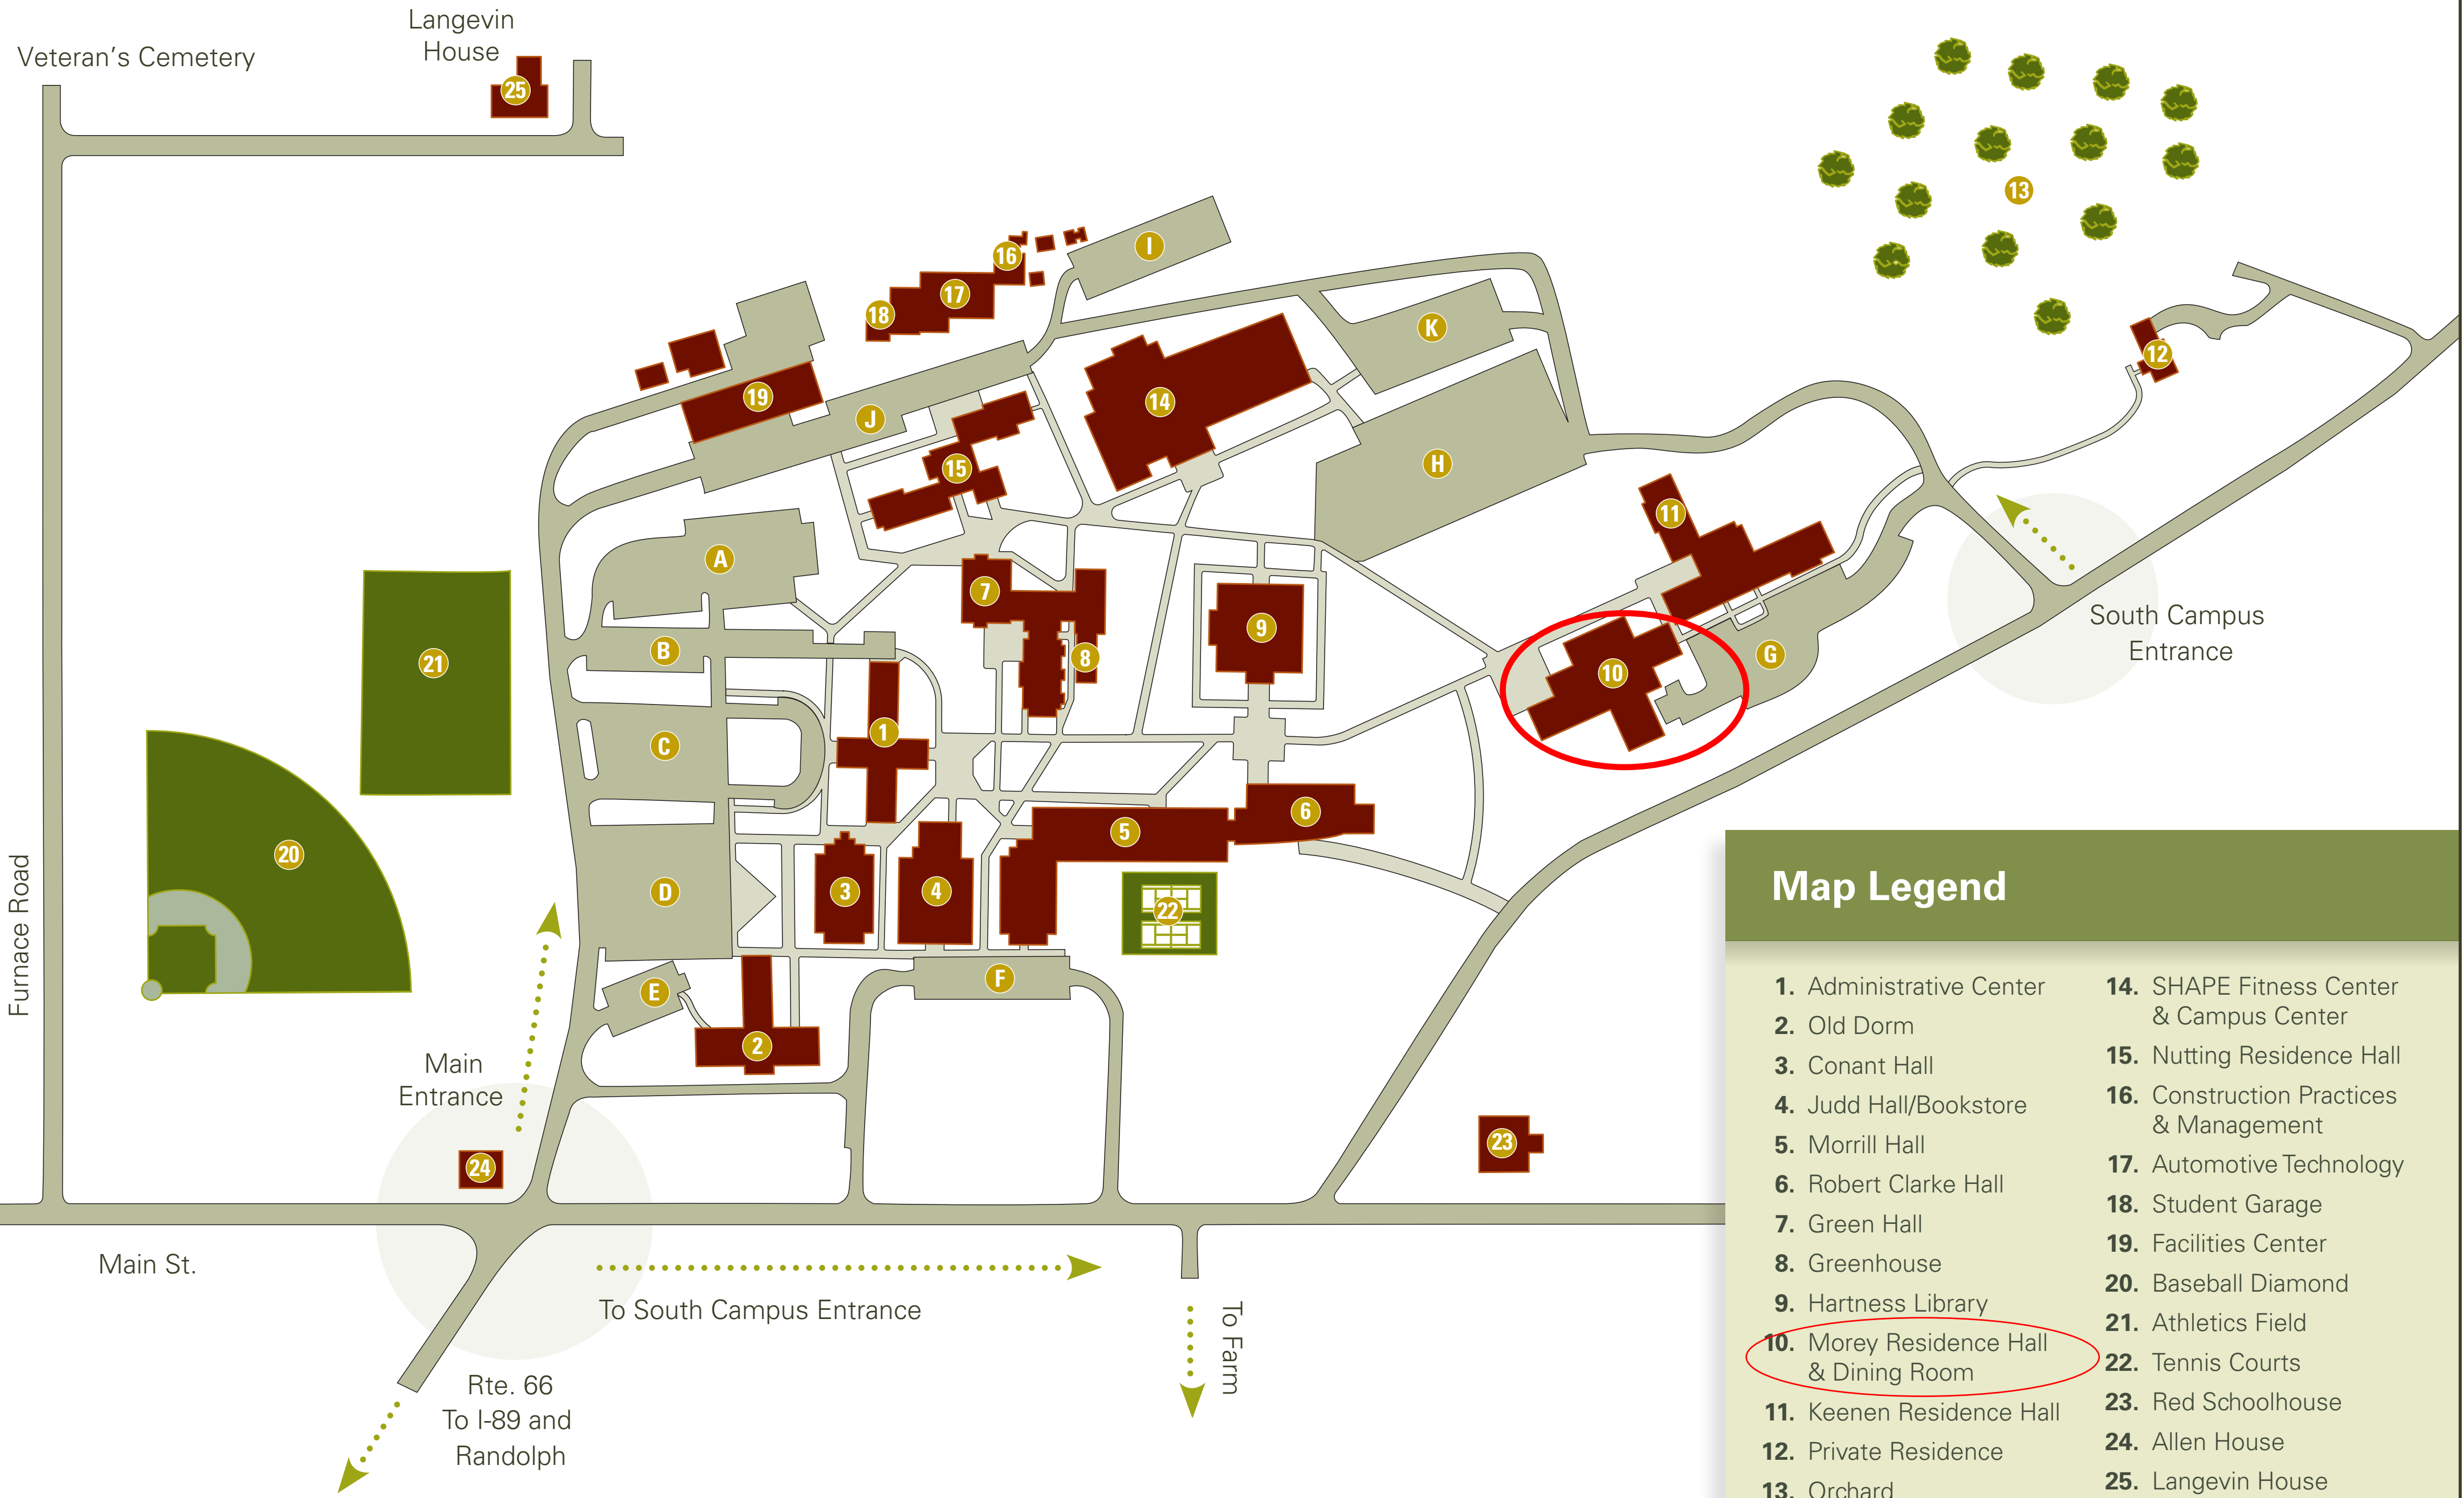 Langevin
House
Veteran's Cemetery
25
13
16
I
17
18
K
12
19
14
J
H
15
11
A
7
9
South Campus
Entrance
B
8
G
21
10
1
C
6
5
20
D
3
4
22
Furnace Road
E
F
2
Main
Entrance
23
24
Main St.
To South Campus Entrance
To Farm
Rte. 66
To I-89 and
Randolph
Map Legend
1. Administrative Center
2. Old Dorm
3. Conant Hall
4. Judd Hall/Bookstore
5. Morrill Hall
6. Robert Clarke Hall
7. Green Hall
8. Greenhouse
9. Hartness Library
10. Morey Residence Hall
& Dining Room
11. Keenen Residence Hall
12. Private Residence
13. Orchard
14. SHAPE Fitness Center
& Campus Center
15. Nutting Residence Hall
16. Construction Practices
& Management
17. Automotive Technology
18. Student Garage
19. Facilities Center
20. Baseball Diamond
21. Athletics Field
22. Tennis Courts
23. Red Schoolhouse
24. Allen House
25. Langevin House